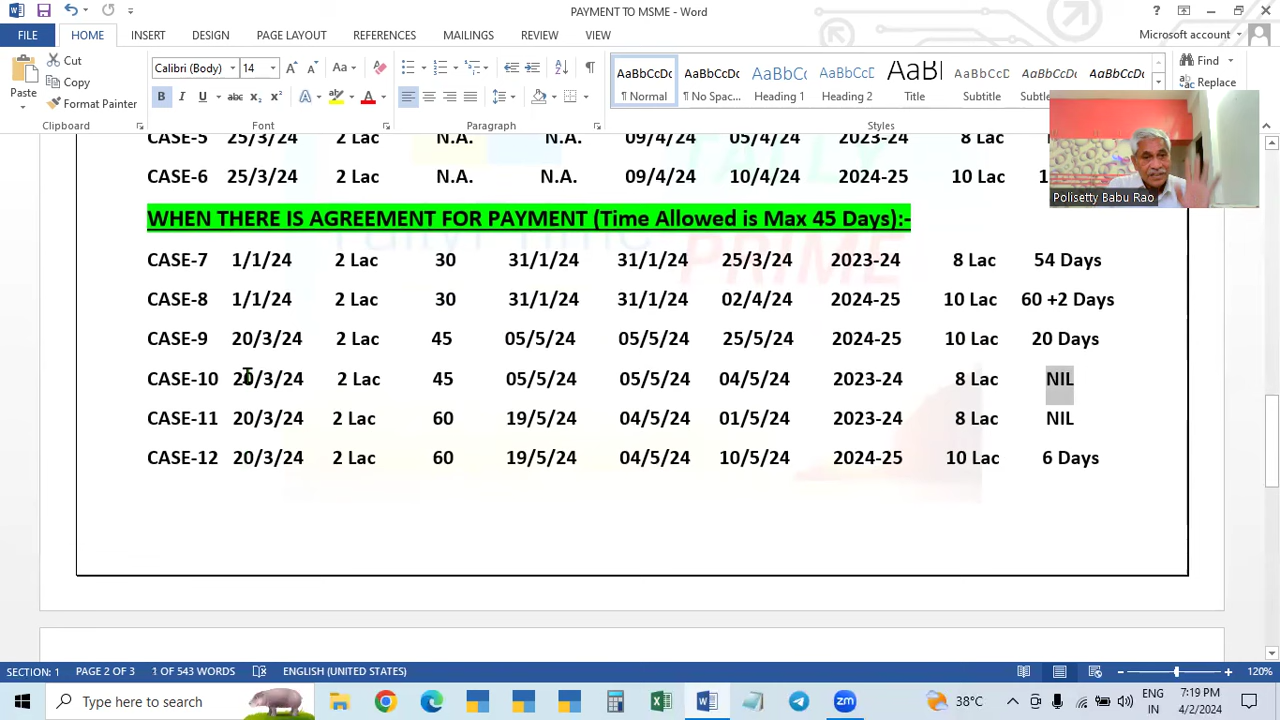 PAYMENT TO MSME - Word
FILE HOME INSERT DESIGN PAGE LAYOUT REFERENCES MAILINGS REVIEW VIEW Microsoft account
Paste Cut Copy Format Painter
Calibri (Body) 14
AaBbCcDc AaBbCcDc AaBbCc AaBbCcC AaBl AaBbCcD AaBbCcDc
¶ Normal ¶ No Spac... Heading 1 Heading 2 Title Subtitle
Find Replace
Clipboard Font Paragraph Styles
CASE-5 25/3/24 2 Lac N.A. N.A. 09/4/24 05/4/24 2023-24 8 Lac
CASE-6 25/3/24 2 Lac N.A. N.A. 09/4/24 10/4/24 2024-25 10 Lac 1
Polisetty Babu Rao
WHEN THERE IS AGREEMENT FOR PAYMENT (Time Allowed is Max 45 Days):-
CASE-7 1/1/24 2 Lac 30 31/1/24 31/1/24 25/3/24 2023-24 8 Lac 54 Days
CASE-8 1/1/24 2 Lac 30 31/1/24 31/1/24 02/4/24 2024-25 10 Lac 60 +2 Days
CASE-9 20/3/24 2 Lac 45 05/5/24 05/5/24 25/5/24 2024-25 10 Lac 20 Days
CASE-10 20/3/24 2 Lac 45 05/5/24 05/5/24 04/5/24 2023-24 8 Lac NIL
CASE-11 20/3/24 2 Lac 60 19/5/24 04/5/24 01/5/24 2023-24 8 Lac NIL
CASE-12 20/3/24 2 Lac 60 19/5/24 04/5/24 10/5/24 2024-25 10 Lac 6 Days
TALLY
TallyPrime
PRIME
SECTION: 1 PAGE 2 OF 3 1 OF 543 WORDS ENGLISH (UNITED STATES) 120%
Type here to search 38°C ENG IN 7:19 PM 4/2/2024